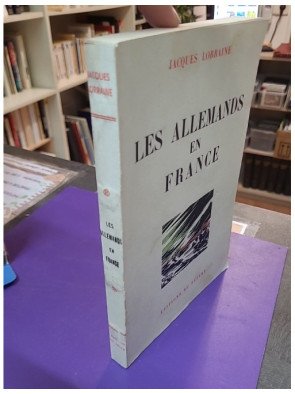 JACQUES LORRAINE
LES ALLEMANDS
EN
FRANCE
JACQUES
LORRAINE
LES
ALLEMANDS
EN
FRANCE